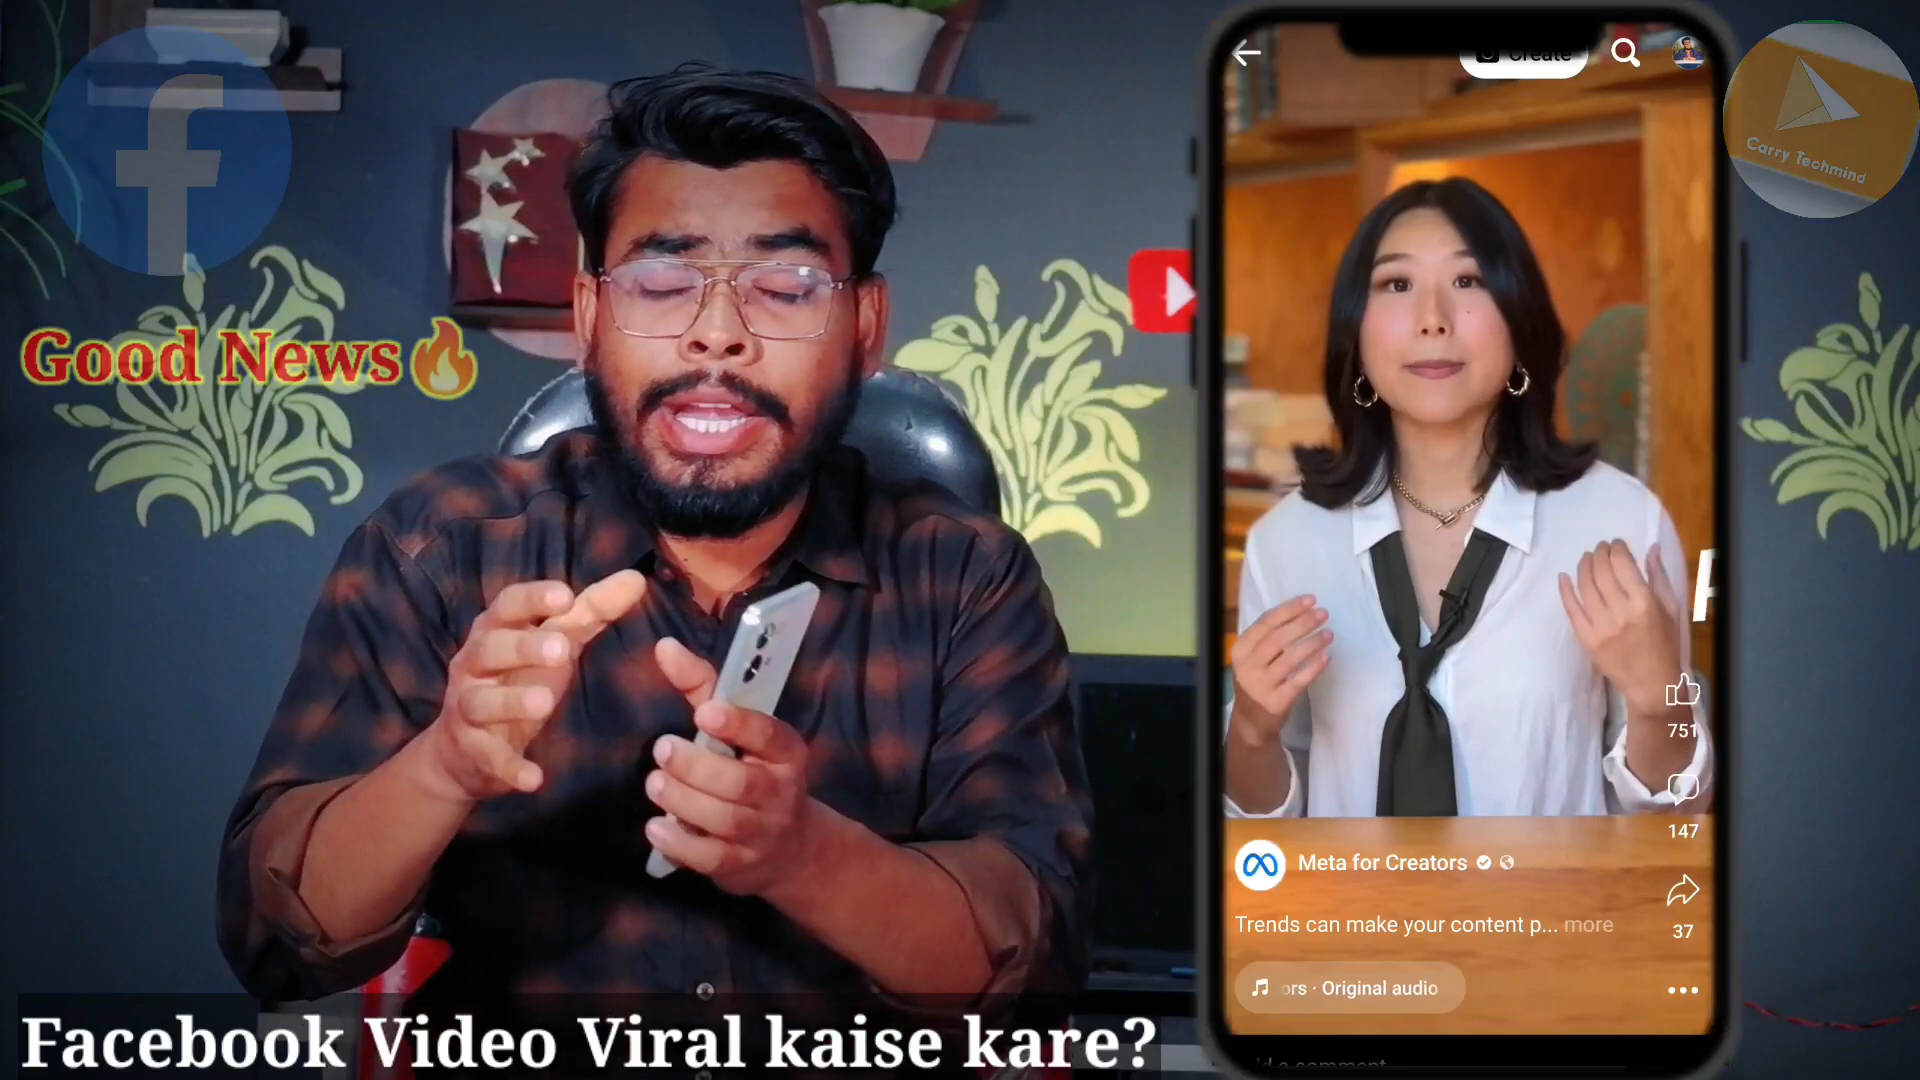 Create
Carry Techmind
Good News🔥
751
147
Meta for Creators
Trends can make your content p... more
37
ors · Original audio
Facebook Video Viral kaise kare?